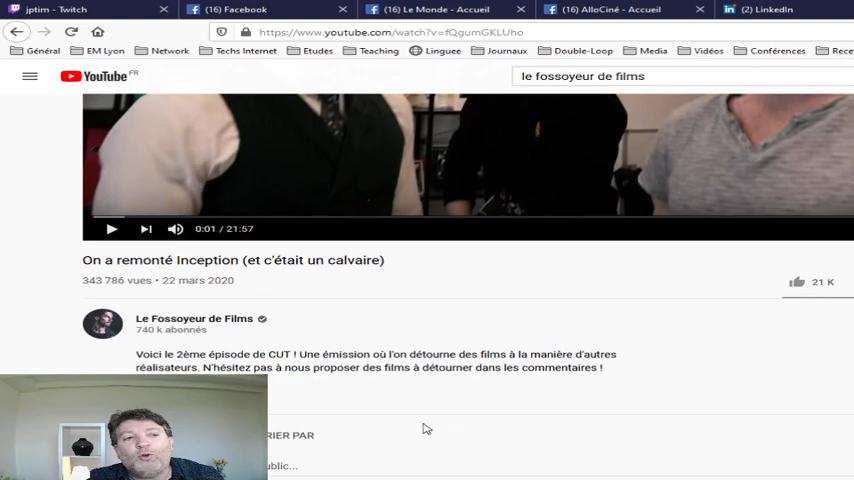 jptim - Twitch
(16) Facebook
(16) Le Monde - Accueil
(16) AlloCiné - Accueil
LinkedIn
https://www.youtube.com/watch?v=fQgumGKLUho
Général
EM Lyon
Network
Techs Internet
Etudes
Teaching
Linguee
Journaux
Double-Loop
Media
Vidéos
Conférences
YouTube FR
le fossoyeur de films
0:01 / 21:57
On a remonté Inception (et c'était un calvaire)
343 786 vues • 22 mars 2020
21 K
Le Fossoyeur de Films
740 k abonnés
Voici le 2ème épisode de CUT ! Une émission où l'on détourne des films à la manière d'autres
réalisateurs. N'hésitez pas à nous proposer des films à détourner dans les commentaires !
RIER PAR